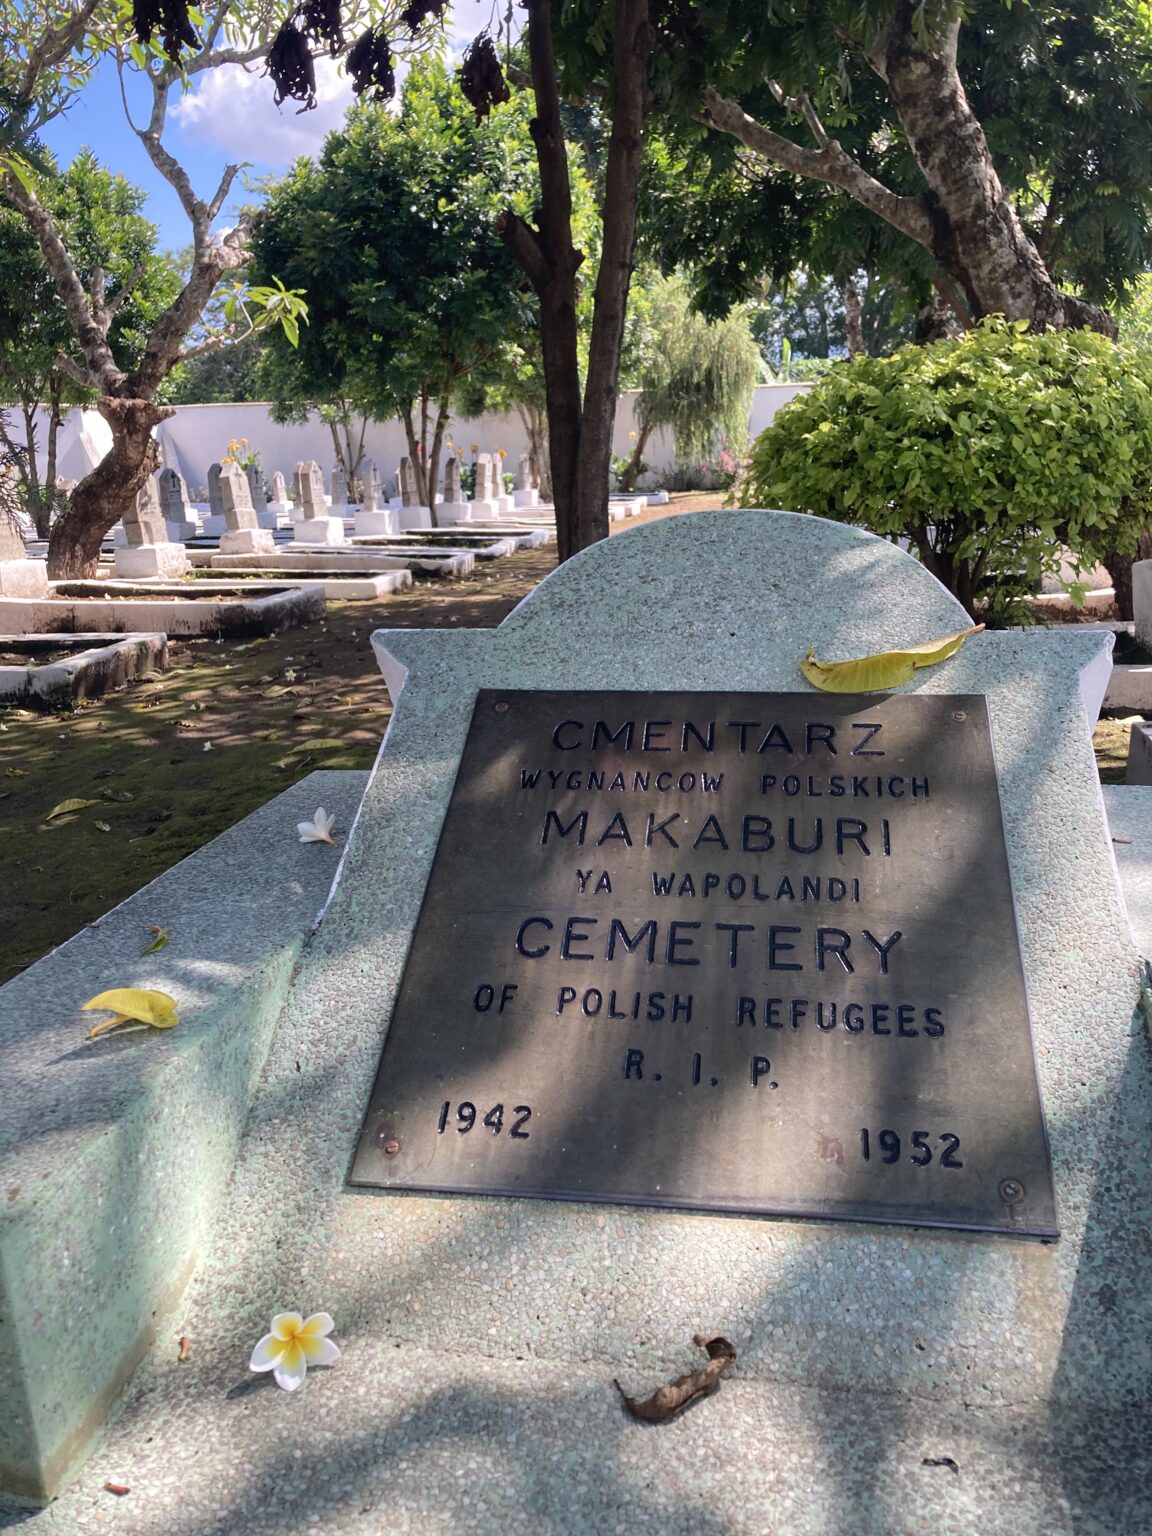 CMENTARZ
WYGNANCOW POLSKICH
MAKABURI
YA WAPOLANDI
CEMETERY
OF POLISH REFUGEES
R. I. P.
1942 1952